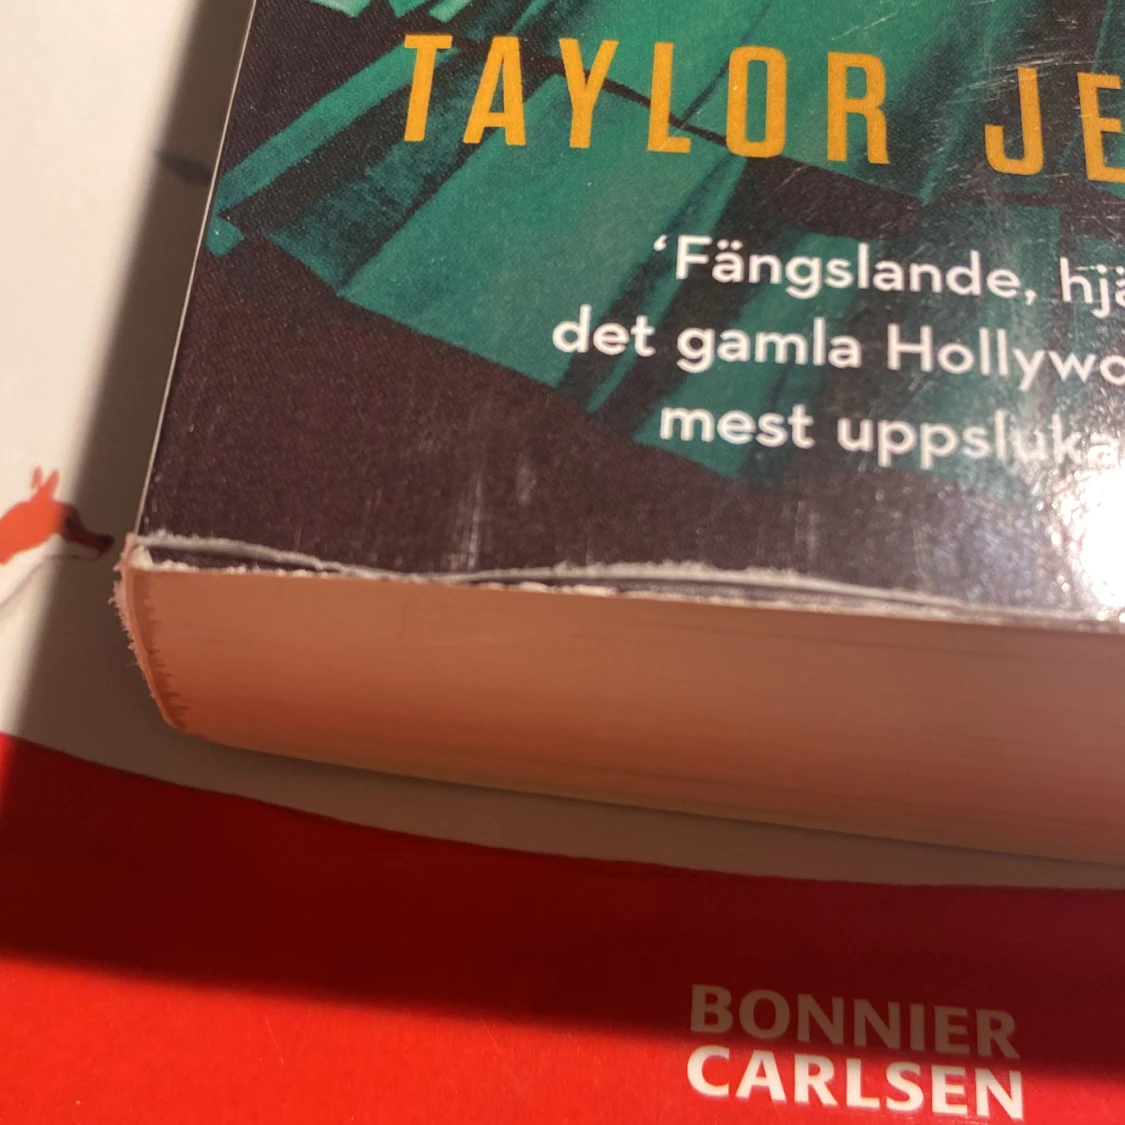 TAYLOR JE
‘Fängslande, hjä
det gamla Hollywo
mest uppsluka
BONNIER
CARLSEN